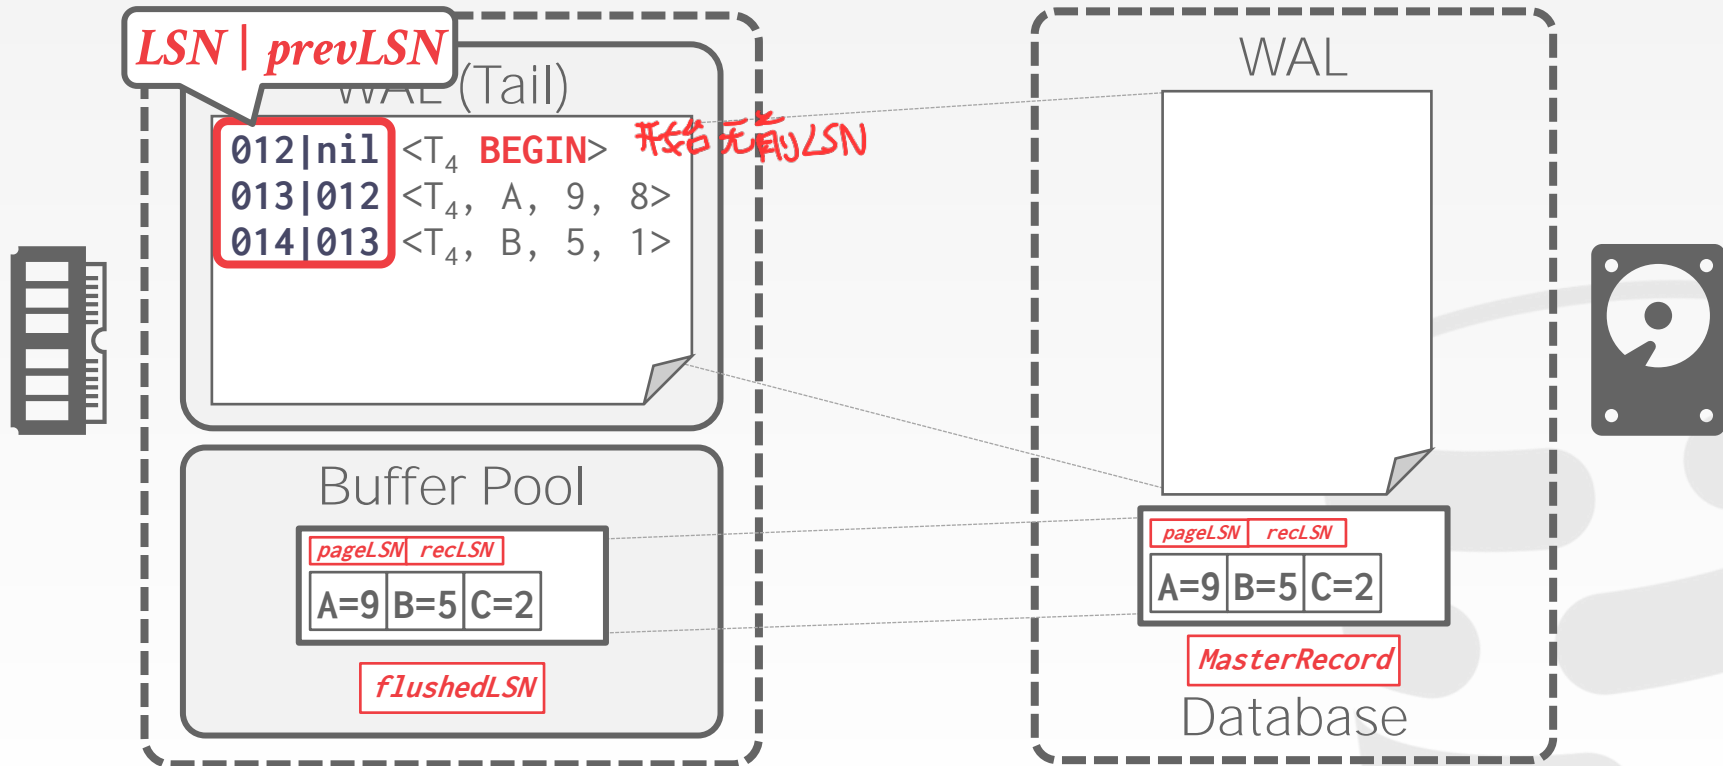 LSN | prevLSN
WAL (Tail)
012|nil <T4 BEGIN> 开始无前LSN
013|012 <T4, A, 9, 8>
014|013 <T4, B, 5, 1>
Buffer Pool
pageLSN recLSN
A=9 B=5 C=2
flushedLSN
WAL
pageLSN recLSN
A=9 B=5 C=2
MasterRecord
Database